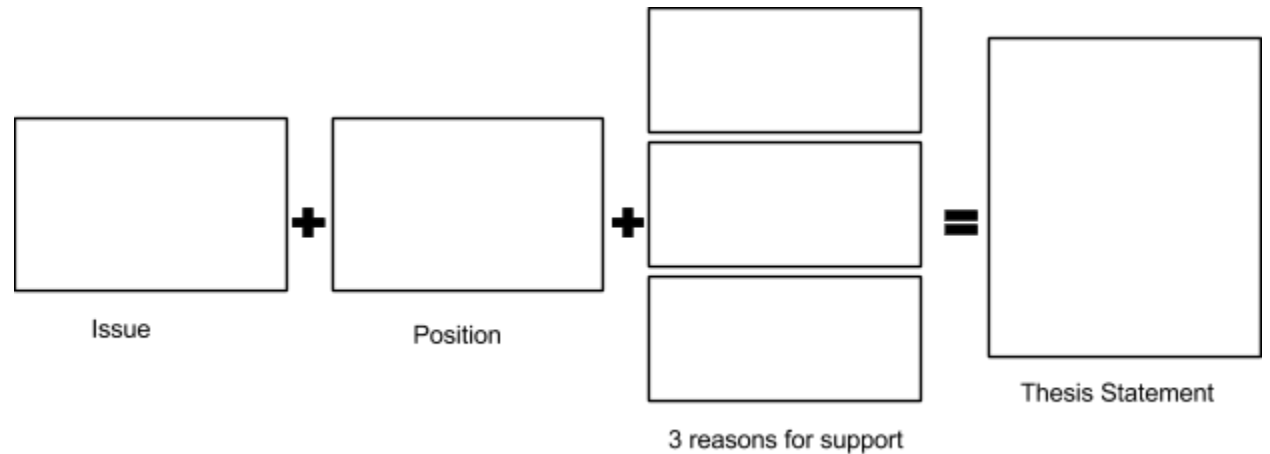 Issue
Position
3 reasons for support
Thesis Statement